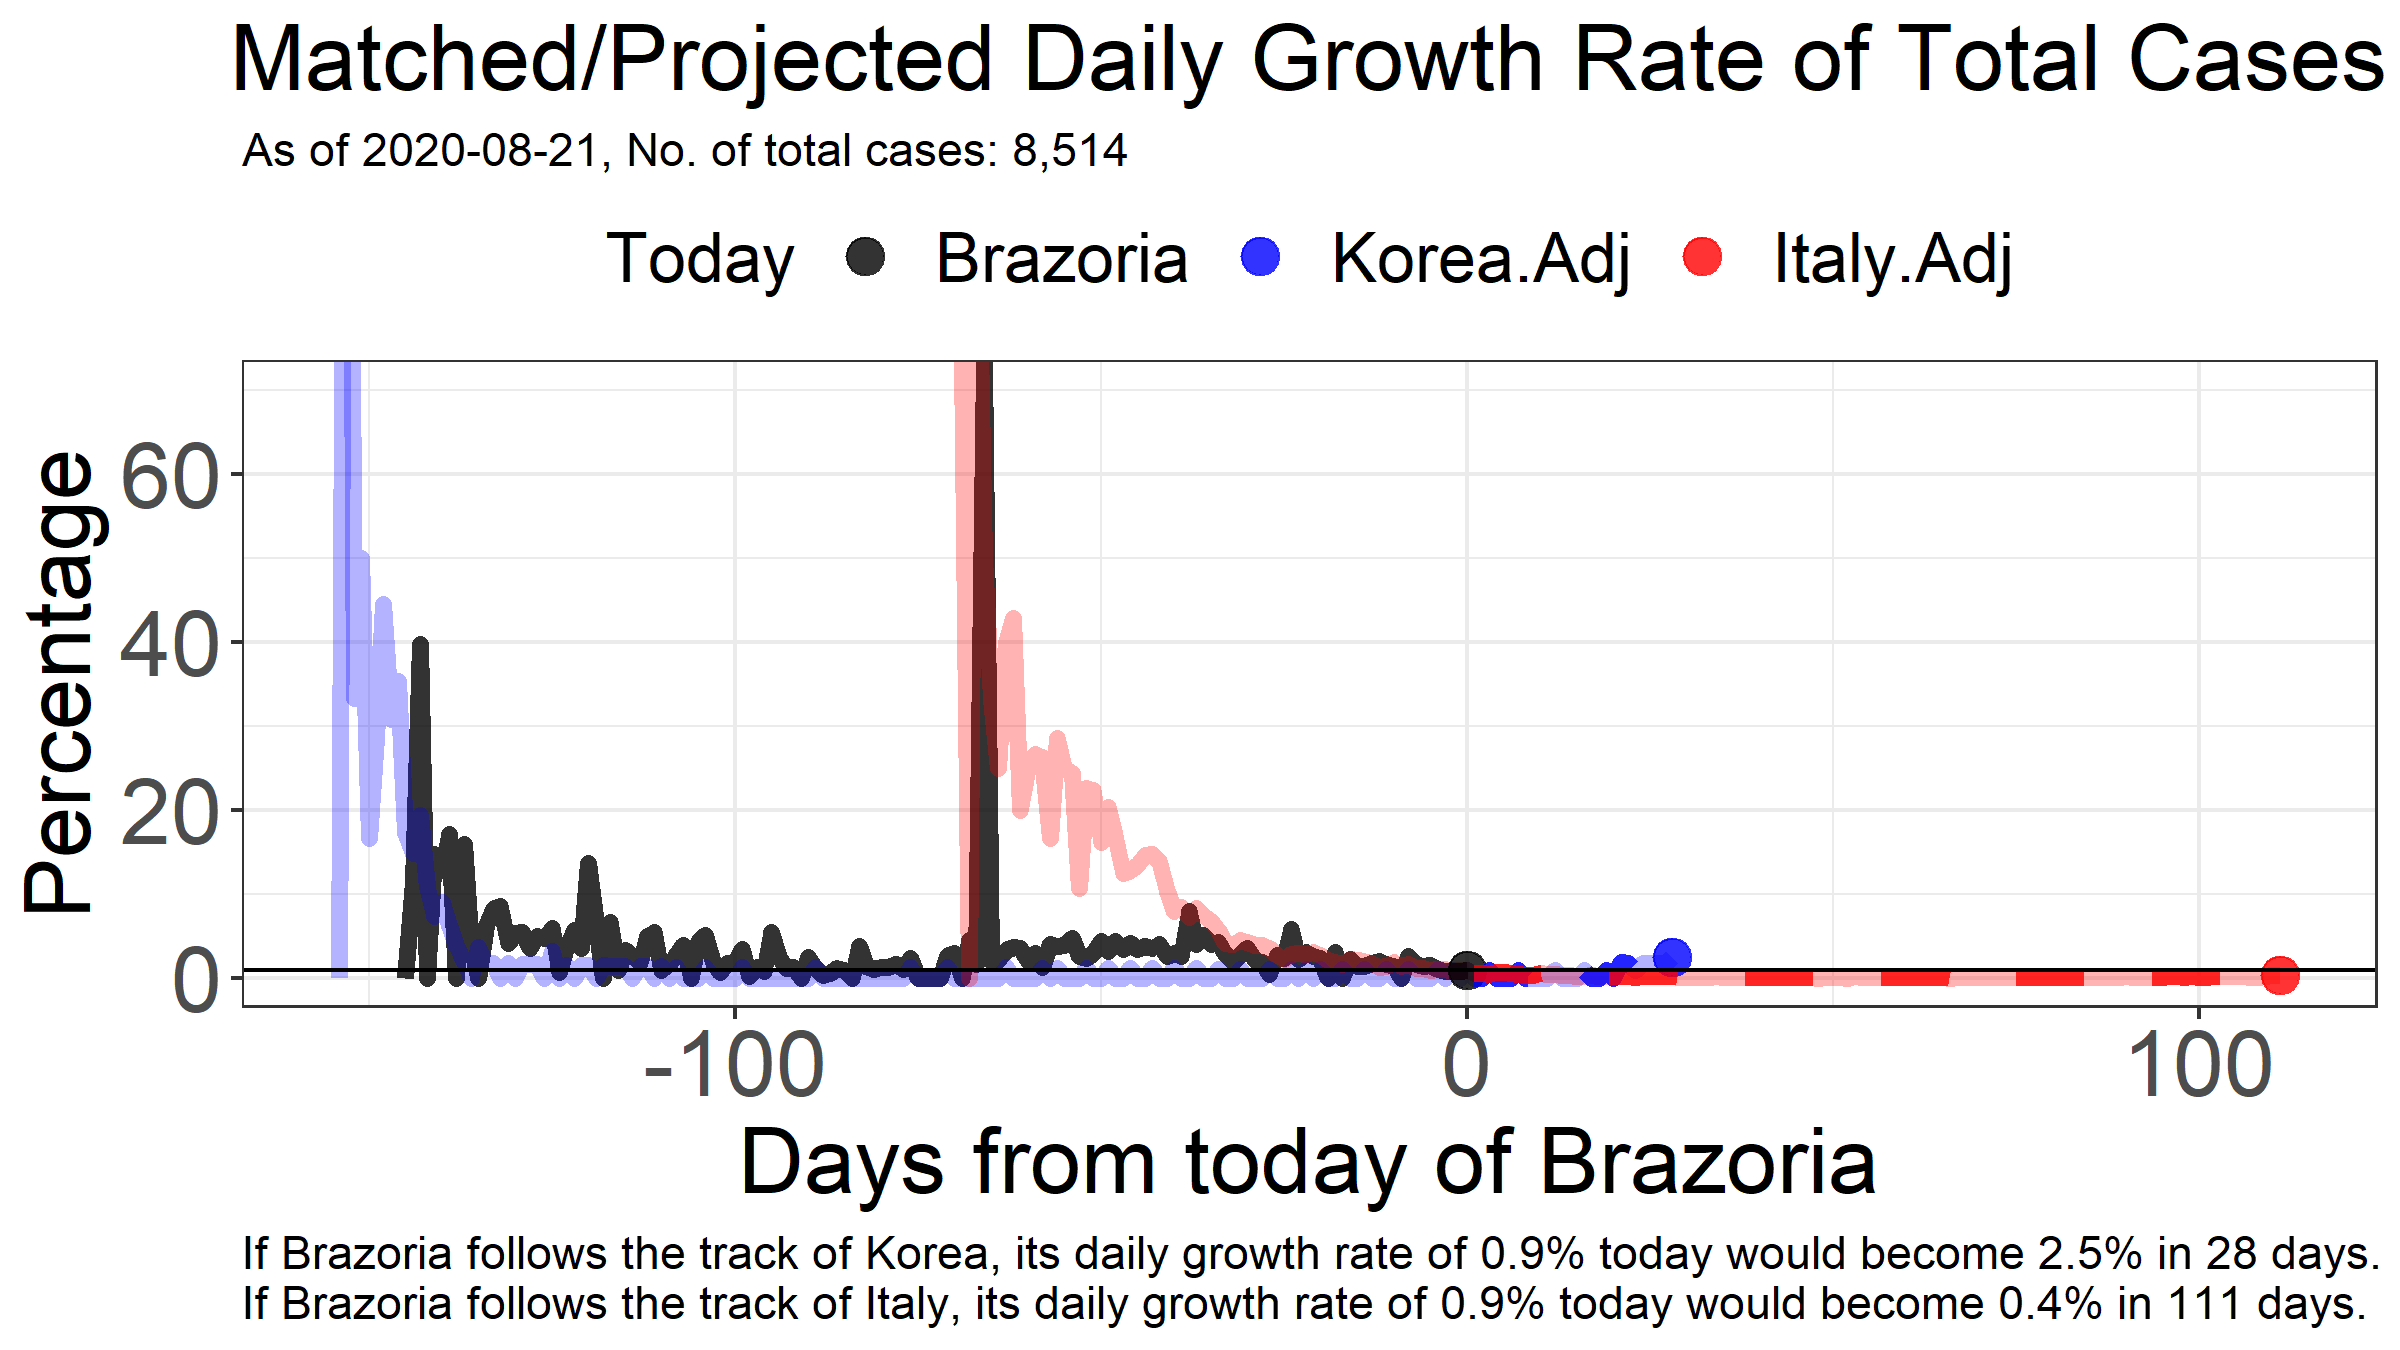 Matched/Projected Daily Growth Rate of Total Cases
As of 2020-08-21, No. of total cases: 8,514
Today Brazoria Korea.Adj Italy.Adj
Percentage
60
40
20
0
-100 0 100
Days from today of Brazoria
If Brazoria follows the track of Korea, its daily growth rate of 0.9% today would become 2.5% in 28 days.
If Brazoria follows the track of Italy, its daily growth rate of 0.9% today would become 0.4% in 111 days.